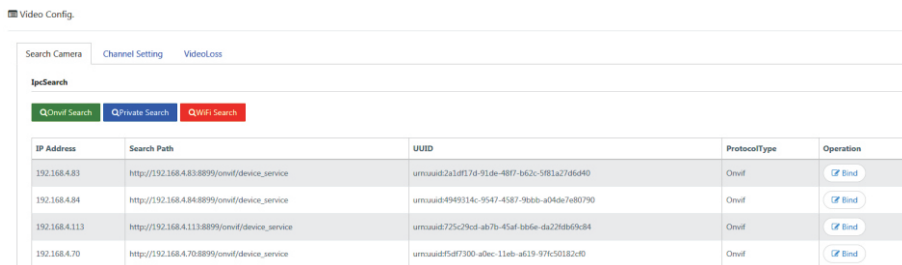 Video Config.
Search Camera Channel Setting VideoLoss
IpcSearch
Onvif Search Private Search WiFi Search
IP Address Search Path UUID ProtocolType Operation
192.168.4.83 http://192.168.4.83:8899/onvif/device_service urn:uuid:2a1df17d-91de-48f7-b62c-5f81a27d6d40 Onvif Bind
192.168.4.84 http://192.168.4.84:8899/onvif/device_service urn:uuid:4949314c-9547-4587-9bbb-a04de7e80790 Onvif Bind
192.168.4.113 http://192.168.4.113:8899/onvif/device_service urn:uuid:725c29cd-ab7b-45af-bb6e-da22fdb69c84 Onvif Bind
192.168.4.70 http://192.168.4.70:8899/onvif/device_service urn:uuid:f5df7300-a0ec-11eb-a619-97fc50182cf0 Onvif Bind